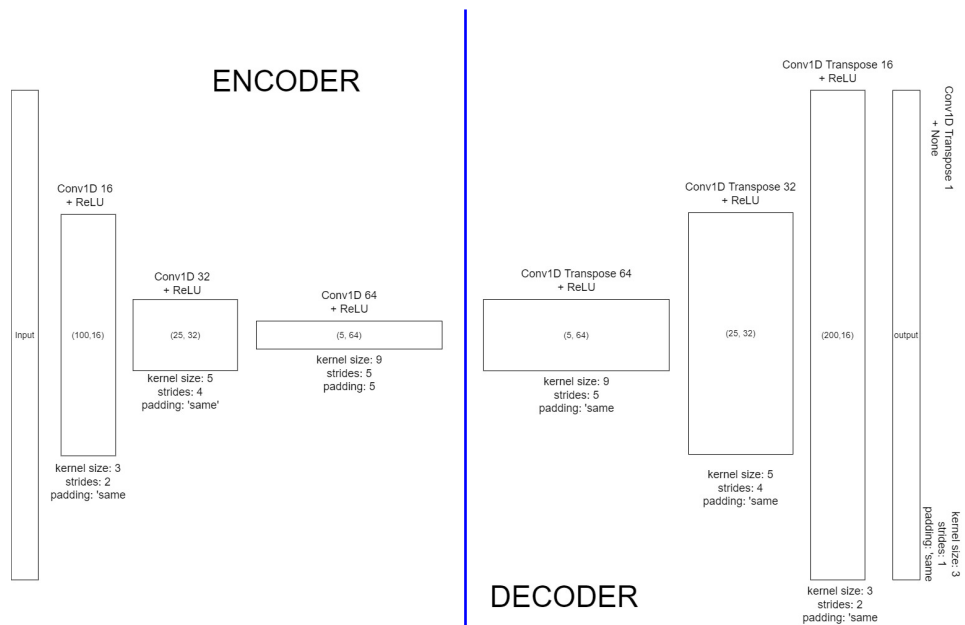 ENCODER
Input
Conv1D 16
+ ReLU
(100,16)
kernel size: 3
strides: 2
padding: 'same
Conv1D 32
+ ReLU
(25, 32)
kernel size: 5
strides: 4
padding: 'same'
Conv1D 64
+ ReLU
(5, 64)
kernel size: 9
strides: 5
padding: 5
DECODER
Conv1D Transpose 64
+ ReLU
(5, 64)
kernel size: 9
strides: 5
padding: 'same
Conv1D Transpose 32
+ ReLU
(25, 32)
kernel size: 5
strides: 4
padding: 'same
Conv1D Transpose 16
+ ReLU
(200,16)
kernel size: 3
strides: 2
padding: 'same
output
Conv1D Transpose 1
+ None
kernel size: 3
strides: 1
padding: 'same